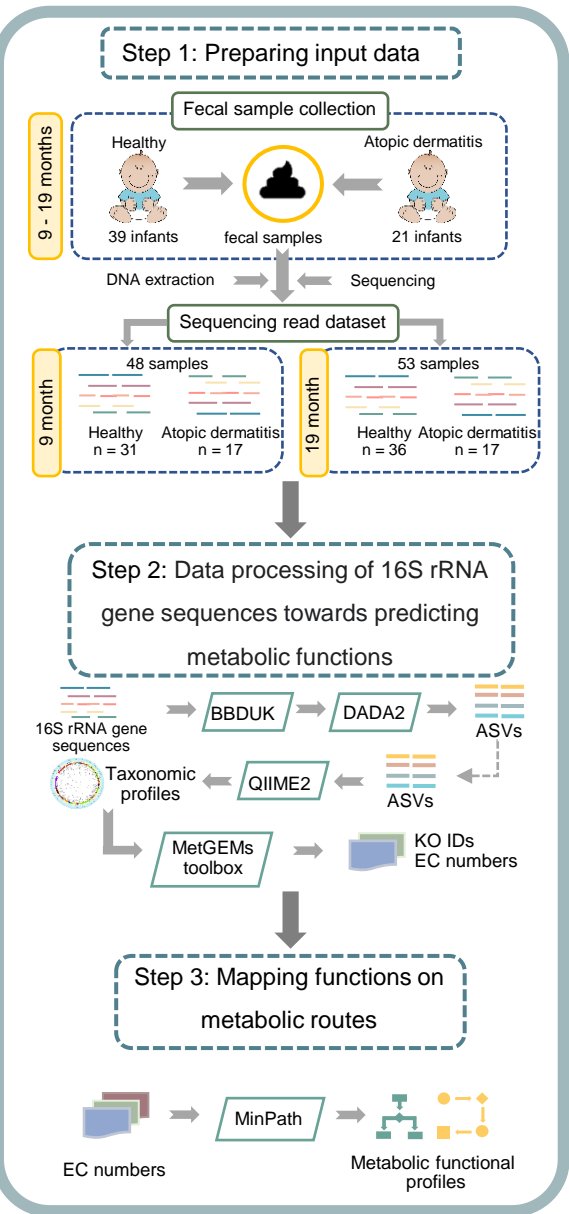 Step 1: Preparing input data
Fecal sample collection
9 - 19 months
Healthy
Atopic dermatitis
39 infants
fecal samples
21 infants
DNA extraction
Sequencing
Sequencing read dataset
9 month
48 samples
Healthy
n = 31
Atopic dermatitis
n = 17
19 month
53 samples
Healthy
n = 36
Atopic dermatitis
n = 17
Step 2: Data processing of 16S rRNA
gene sequences towards predicting
metabolic functions
16S rRNA gene
sequences
BBDUK
DADA2
ASVs
ASVs
QIIME2
Taxonomic
profiles
MetGEMs
toolbox
KO IDs
EC numbers
Step 3: Mapping functions on
metabolic routes
EC numbers
MinPath
Metabolic functional
profiles